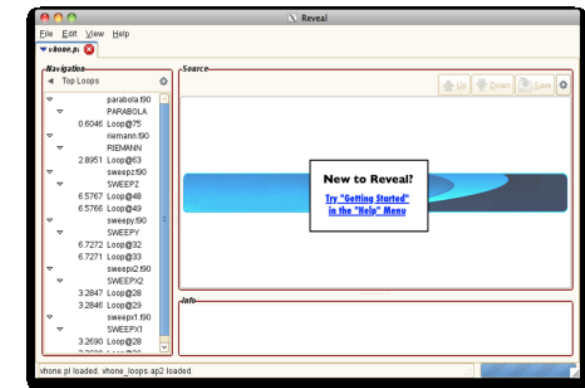 X Reveal
File Edit View Help
vhone.pl
Navigation
Top Loops
parabola.f90
PARABOLA
0.6046 Loop@75
riemann.f90
RIEMANN
2.8951 Loop@63
sweepz.f90
SWEEPZ
6.5767 Loop@48
6.5766 Loop@49
sweepy.f90
SWEEPY
6.7272 Loop@32
6.7271 Loop@33
sweepx2.f90
SWEEPX2
3.2847 Loop@28
3.2846 Loop@29
sweepx1.f90
SWEEPX1
3.2690 Loop@28
Source
Up Down Save
New to Reveal?
Try "Getting Started"
in the "Help" Menu
Info
vhone.pl loaded. vhone_loops.ap2 loaded.